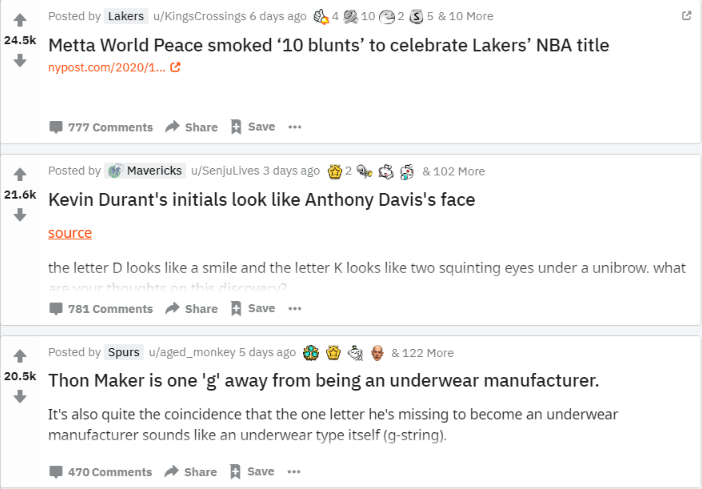 Posted by Lakers u/KingsCrossings 6 days ago 4 10 2 5 & 10 More
24.5k
Metta World Peace smoked ‘10 blunts’ to celebrate Lakers’ NBA title
nypost.com/2020/1...
777 Comments Share Save ...
Posted by Mavericks u/SenjuLives 3 days ago 2 & 102 More
21.6k
Kevin Durant's initials look like Anthony Davis's face
source
the letter D looks like a smile and the letter K looks like two squinting eyes under a unibrow. what
are your thoughts on this discovery?
781 Comments Share Save ...
Posted by Spurs u/aged_monkey 5 days ago & 122 More
20.5k
Thon Maker is one 'g' away from being an underwear manufacturer.
It's also quite the coincidence that the one letter he's missing to become an underwear
manufacturer sounds like an underwear type itself (g-string).
470 Comments Share Save ...